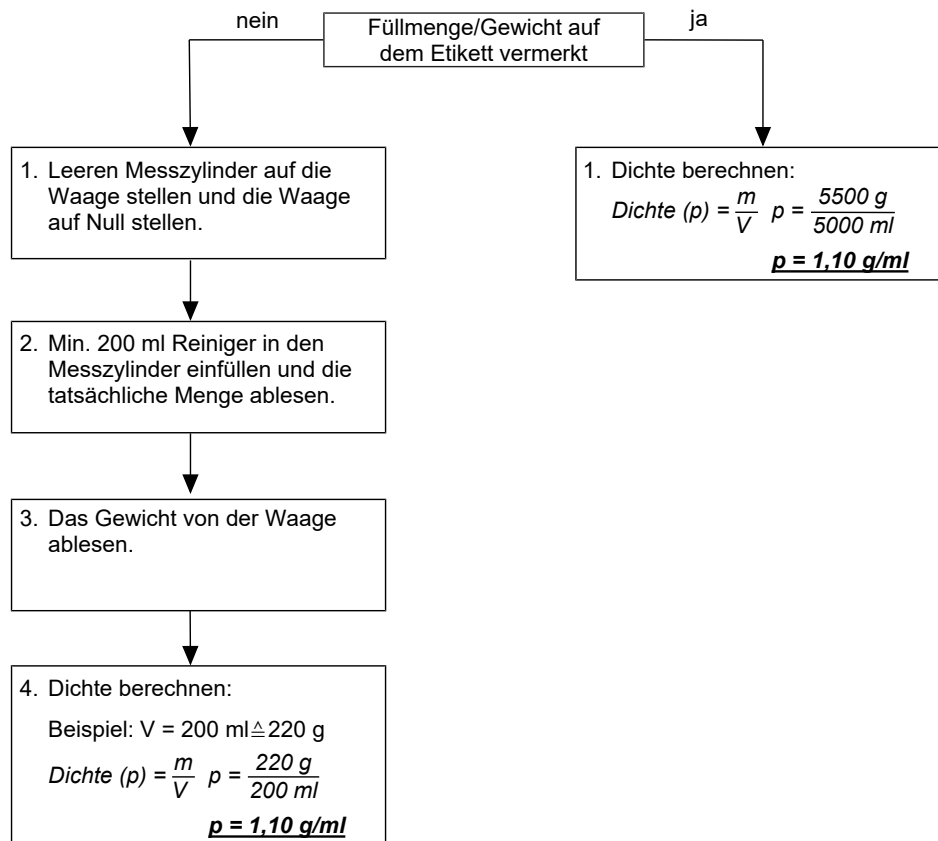 nein
Füllmenge/Gewicht auf
dem Etikett vermerkt
ja
1. Leeren Messzylinder auf die
Waage stellen und die Waage
auf Null stellen.
2. Min. 200 ml Reiniger in den
Messzylinder einfüllen und die
tatsächliche Menge ablesen.
3. Das Gewicht von der Waage
ablesen.
4. Dichte berechnen:
Beispiel: V = 200 ml ≙ 220 g
Dichte (p) = m/V p = 220 g/200 ml
p = 1,10 g/ml
1. Dichte berechnen:
Dichte (p) = m/V p = 5500 g/5000 ml
p = 1,10 g/ml